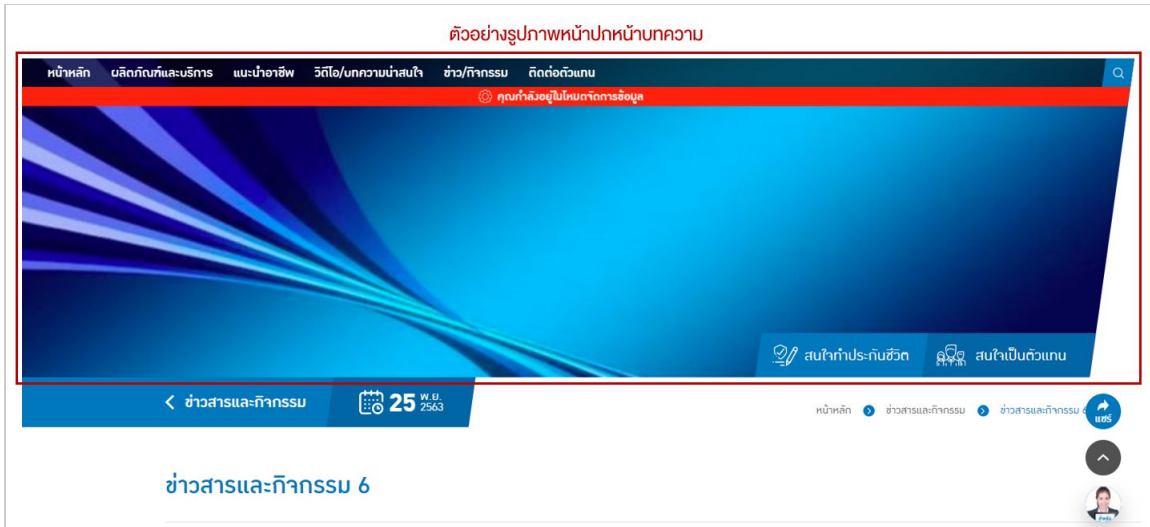 ตัวอย่างรูปภาพหน้าปกหน้าบทความ
หน้าหลัก ผลิตภัณฑ์และบริการ แนะนำอาชีพ วิดีโอ/บทความน่าสนใจ ข่าว/กิจกรรม ติดต่อตัวแทน
คุณกำลังอยู่ในโหมดจัดการข้อมูล
สนใจทำประกันชีวิต สนใจเป็นตัวแทน
ข่าวสารและกิจกรรม 25 พ.ย. 2563
หน้าหลัก ข่าวสารและกิจกรรม ข่าวสารและกิจกรรม 6
แชร์
ข่าวสารและกิจกรรม 6